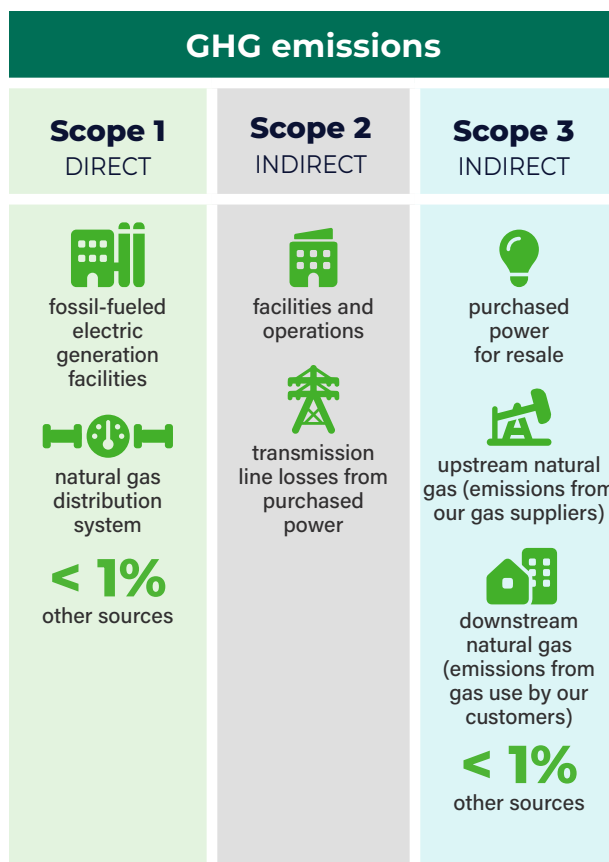 GHG emissions
Scope 1
DIRECT
fossil-fueled
electric
generation
facilities
natural gas
distribution
system
< 1%
other sources
Scope 2
INDIRECT
facilities and
operations
transmission
line losses from
purchased
power
Scope 3
INDIRECT
purchased
power
for resale
upstream natural
gas (emissions from
our gas suppliers)
downstream
natural gas
(emissions from
gas use by our
customers)
< 1%
other sources